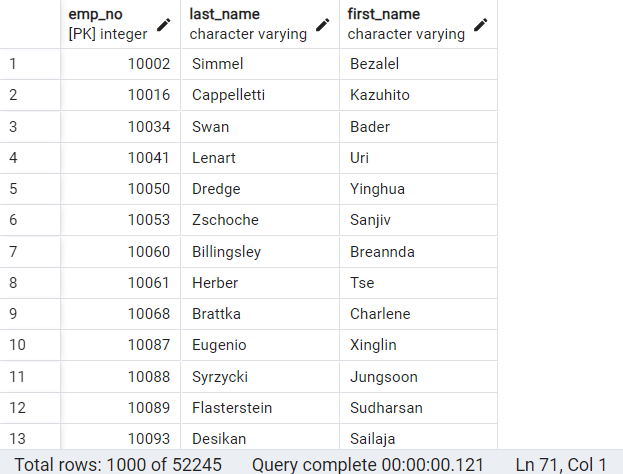 emp_no last_name first_name
[PK] integer character varying character varying
1 10002 Simmel Bezalel
2 10016 Cappelletti Kazuhito
3 10034 Swan Bader
4 10041 Lenart Uri
5 10050 Dredge Yinghua
6 10053 Zschoche Sanjiv
7 10060 Billingsley Breannda
8 10061 Herber Tse
9 10068 Brattka Charlene
10 10087 Eugenio Xinglin
11 10088 Syrzycki Jungsoon
12 10089 Flasterstein Sudharsan
13 10093 Desikan Sailaja
Total rows: 1000 of 52245 Query complete 00:00:00.121 Ln 71, Col 1